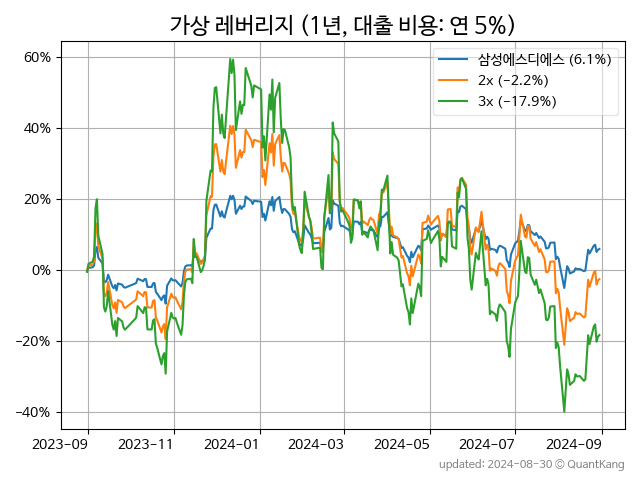 가상 레버리지 (1년, 대출 비용: 연 5%)
삼성에스디에스 (6.1%)
2x (−2.2%)
3x (−17.9%)
60%
40%
20%
0%
−20%
−40%
2023-09 2023-11 2024-01 2024-03 2024-05 2024-07 2024-09
updated: 2024-08-30 © QuantKang